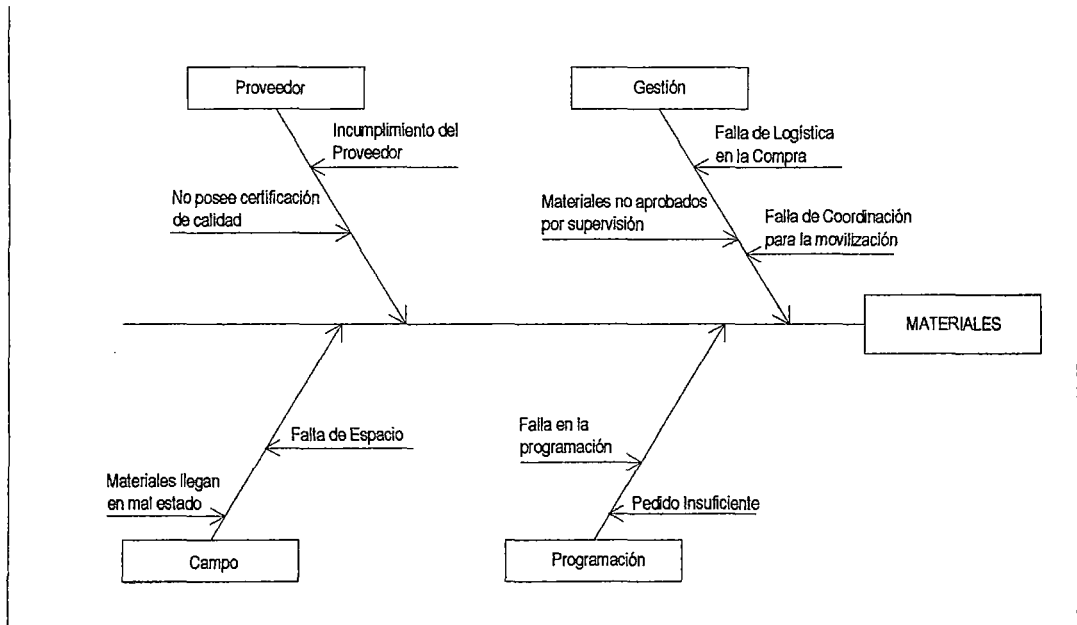 Proveedor
Gestión
Incumplimiento del
Proveedor
Falla de Logística
en la Compra
No posee certificación
de calidad
Materiales no aprobados
por supervisión
Falla de Coordinación
para la movilización
MATERIALES
Falla de Espacio
Falla en la
programación
Materiales llegan
en mal estado
Pedido Insuficiente
Campo
Programación